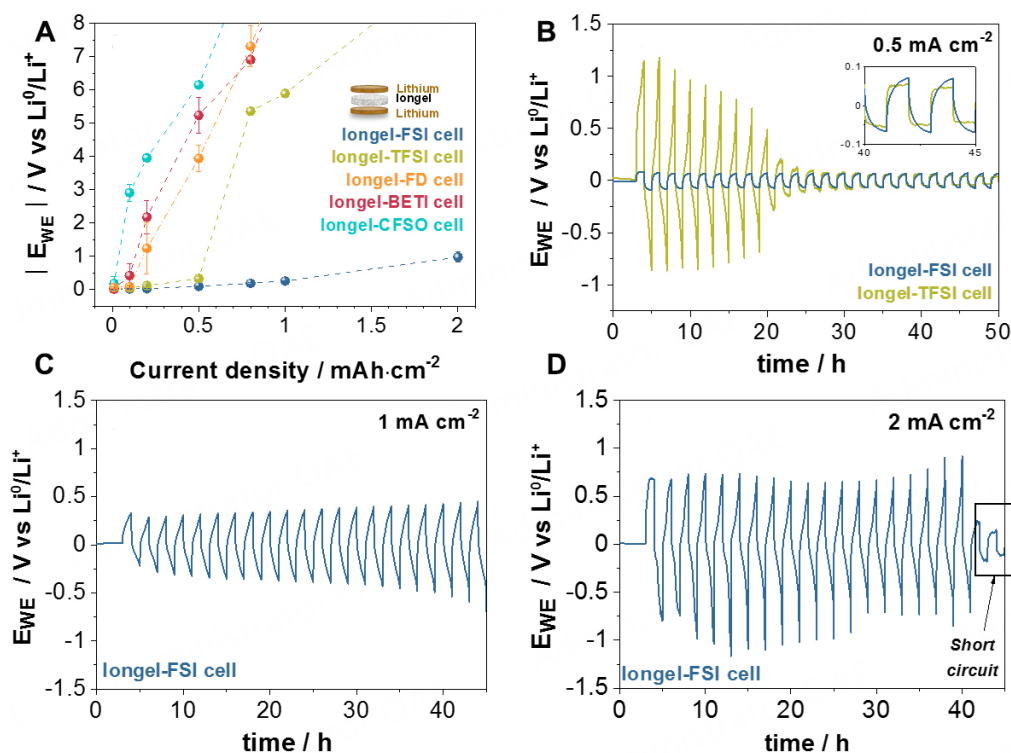 A
| E_WE | / V vs Li⁰/Li⁺
8
7
6
5
4
3
2
1
0
0.0
0.5
1.0
1.5
2.0
Current density / mAh·cm⁻²
Lithium
Iongel
Lithium
Iongel-FSI cell
Iongel-TFSI cell
Iongel-FD cell
Iongel-BETI cell
Iongel-CFSO cell
B
0.5 mA cm⁻²
E_WE / V vs Li⁰/Li⁺
1.5
1
0.5
0
-0.5
-1
0
10
20
30
40
50
time / h
0.1
0
-0.1
40
45
Iongel-FSI cell
Iongel-TFSI cell
C
1 mA cm⁻²
E_WE / V vs Li⁰/Li⁺
1.5
1
0.5
0
-0.5
-1
-1.5
0
10
20
30
40
time / h
Iongel-FSI cell
D
2 mA cm⁻²
E_WE / V vs Li⁰/Li⁺
1.5
1
0.5
0
-0.5
-1
-1.5
0
10
20
30
40
time / h
Iongel-FSI cell
Short
circuit